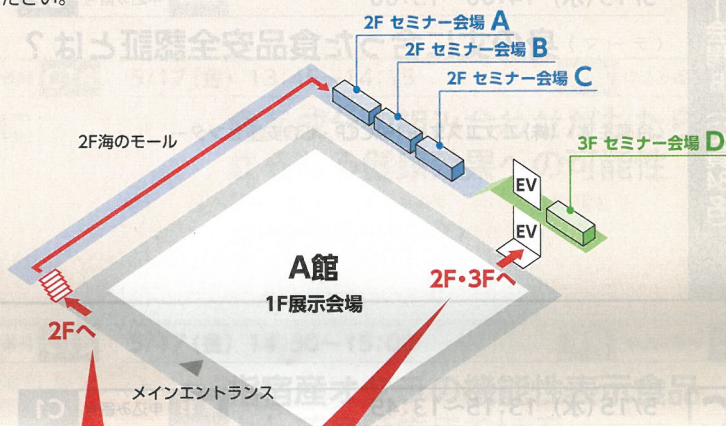 ださい。
2F セミナー会場 A
2F セミナー会場 B
2F セミナー会場 C
3F セミナー会場 D
2F海のモール
EV
EV
A館
1F展示会場
2F・3Fへ
2Fへ
メインエントランス